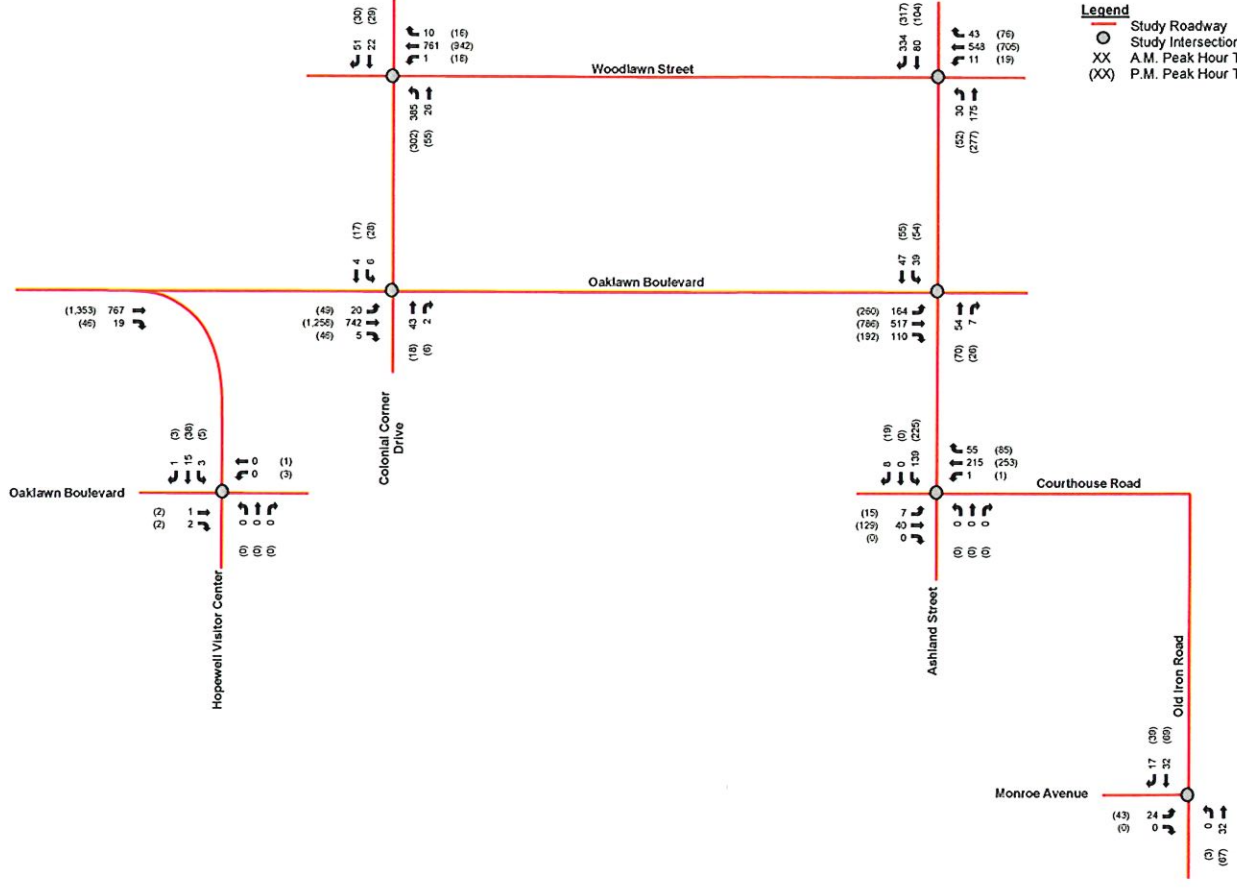 Legend
Study Roadway
Study Intersection
XX A.M. Peak Hour T
(XX) P.M. Peak Hour T
(30) (29)
51 22
10 (16)
761 (942)
1 (18)
(317) (104)
334 80
43 (76)
548 (705)
11 (19)
Woodlawn Street
385 26
(302) (55)
30 175
(52) (277)
(17) (28)
4 6
(55) (54)
47 39
Oaklawn Boulevard
(1,353) 767
(46) 19
(49) 20
(1,256) 742
(46) 5
43 2
(18) (6)
(260) 164
(786) 517
(192) 110
54 7
(70) (26)
Colonial Corner
Drive
(3) (38) (5)
1 15 3
0 (1)
0 (3)
(19) (0) (225)
8 0 139
55 (85)
215 (253)
1 (1)
Oaklawn Boulevard
Courthouse Road
(2) 1
(2) 2
0 0 0
(0) (0) (0)
(15) 7
(129) 40
(0) 0
0 0 0
(0) (0) (0)
Hopewell Visitor Center
Ashland Street
Old Iron Road
(69)
17 32
Monroe Avenue
(43) 24
(0) 0
0 32
(3) (67)